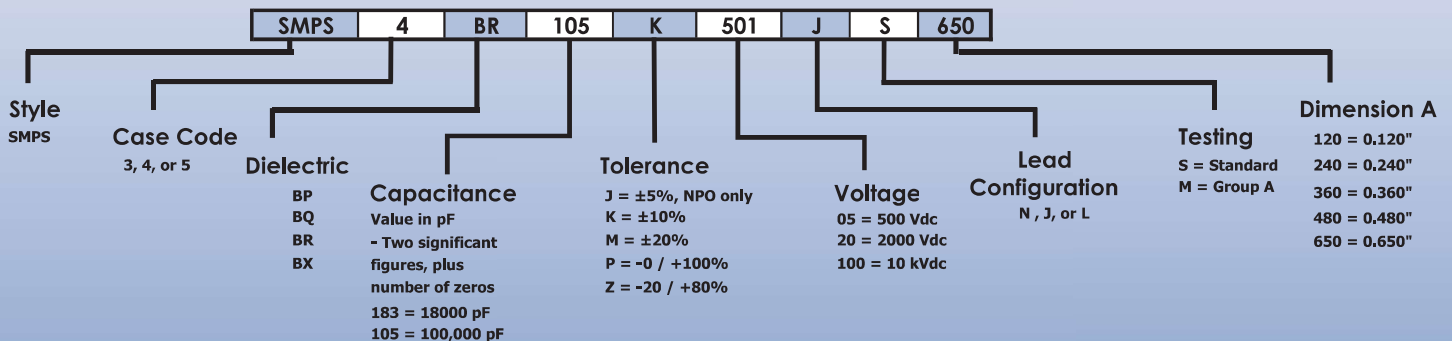 SMPS 4 BR 105 K 501 J S 650
Style
SMPS
Case Code
3, 4, or 5
Dielectric
BP
BQ
BR
BX
Capacitance
Value in pF
- Two significant
figures, plus
number of zeros
183 = 18000 pF
105 = 100,000 pF
Tolerance
J = ±5%, NPO only
K = ±10%
M = ±20%
P = -0 / +100%
Z = -20 / +80%
Voltage
05 = 500 Vdc
20 = 2000 Vdc
100 = 10 kVdc
Lead
Configuration
N , J, or L
Testing
S = Standard
M = Group A
Dimension A
120 = 0.120"
240 = 0.240"
360 = 0.360"
480 = 0.480"
650 = 0.650"